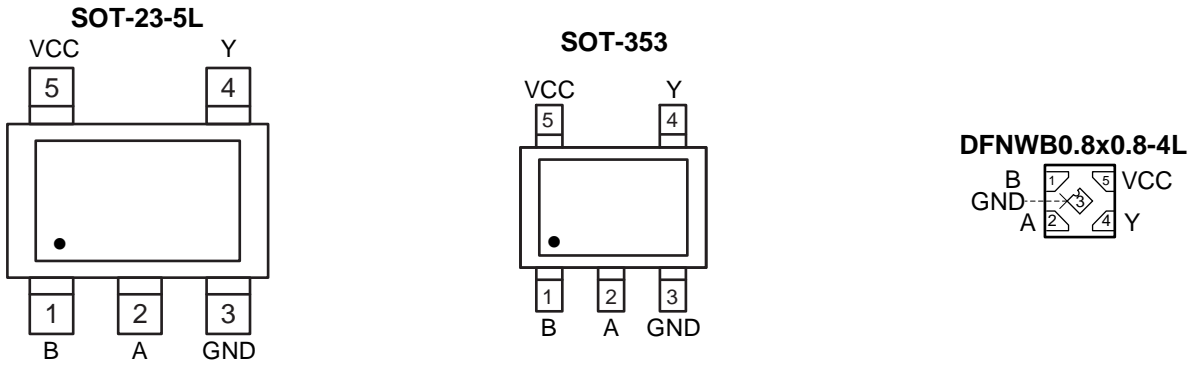 SOT-23-5L
VCC Y
5 4
1 2 3
B A GND
SOT-353
VCC Y
5 4
1 2 3
B A GND
DFNWB0.8x0.8-4L
B 1 5 VCC
GND 3
A 2 4 Y